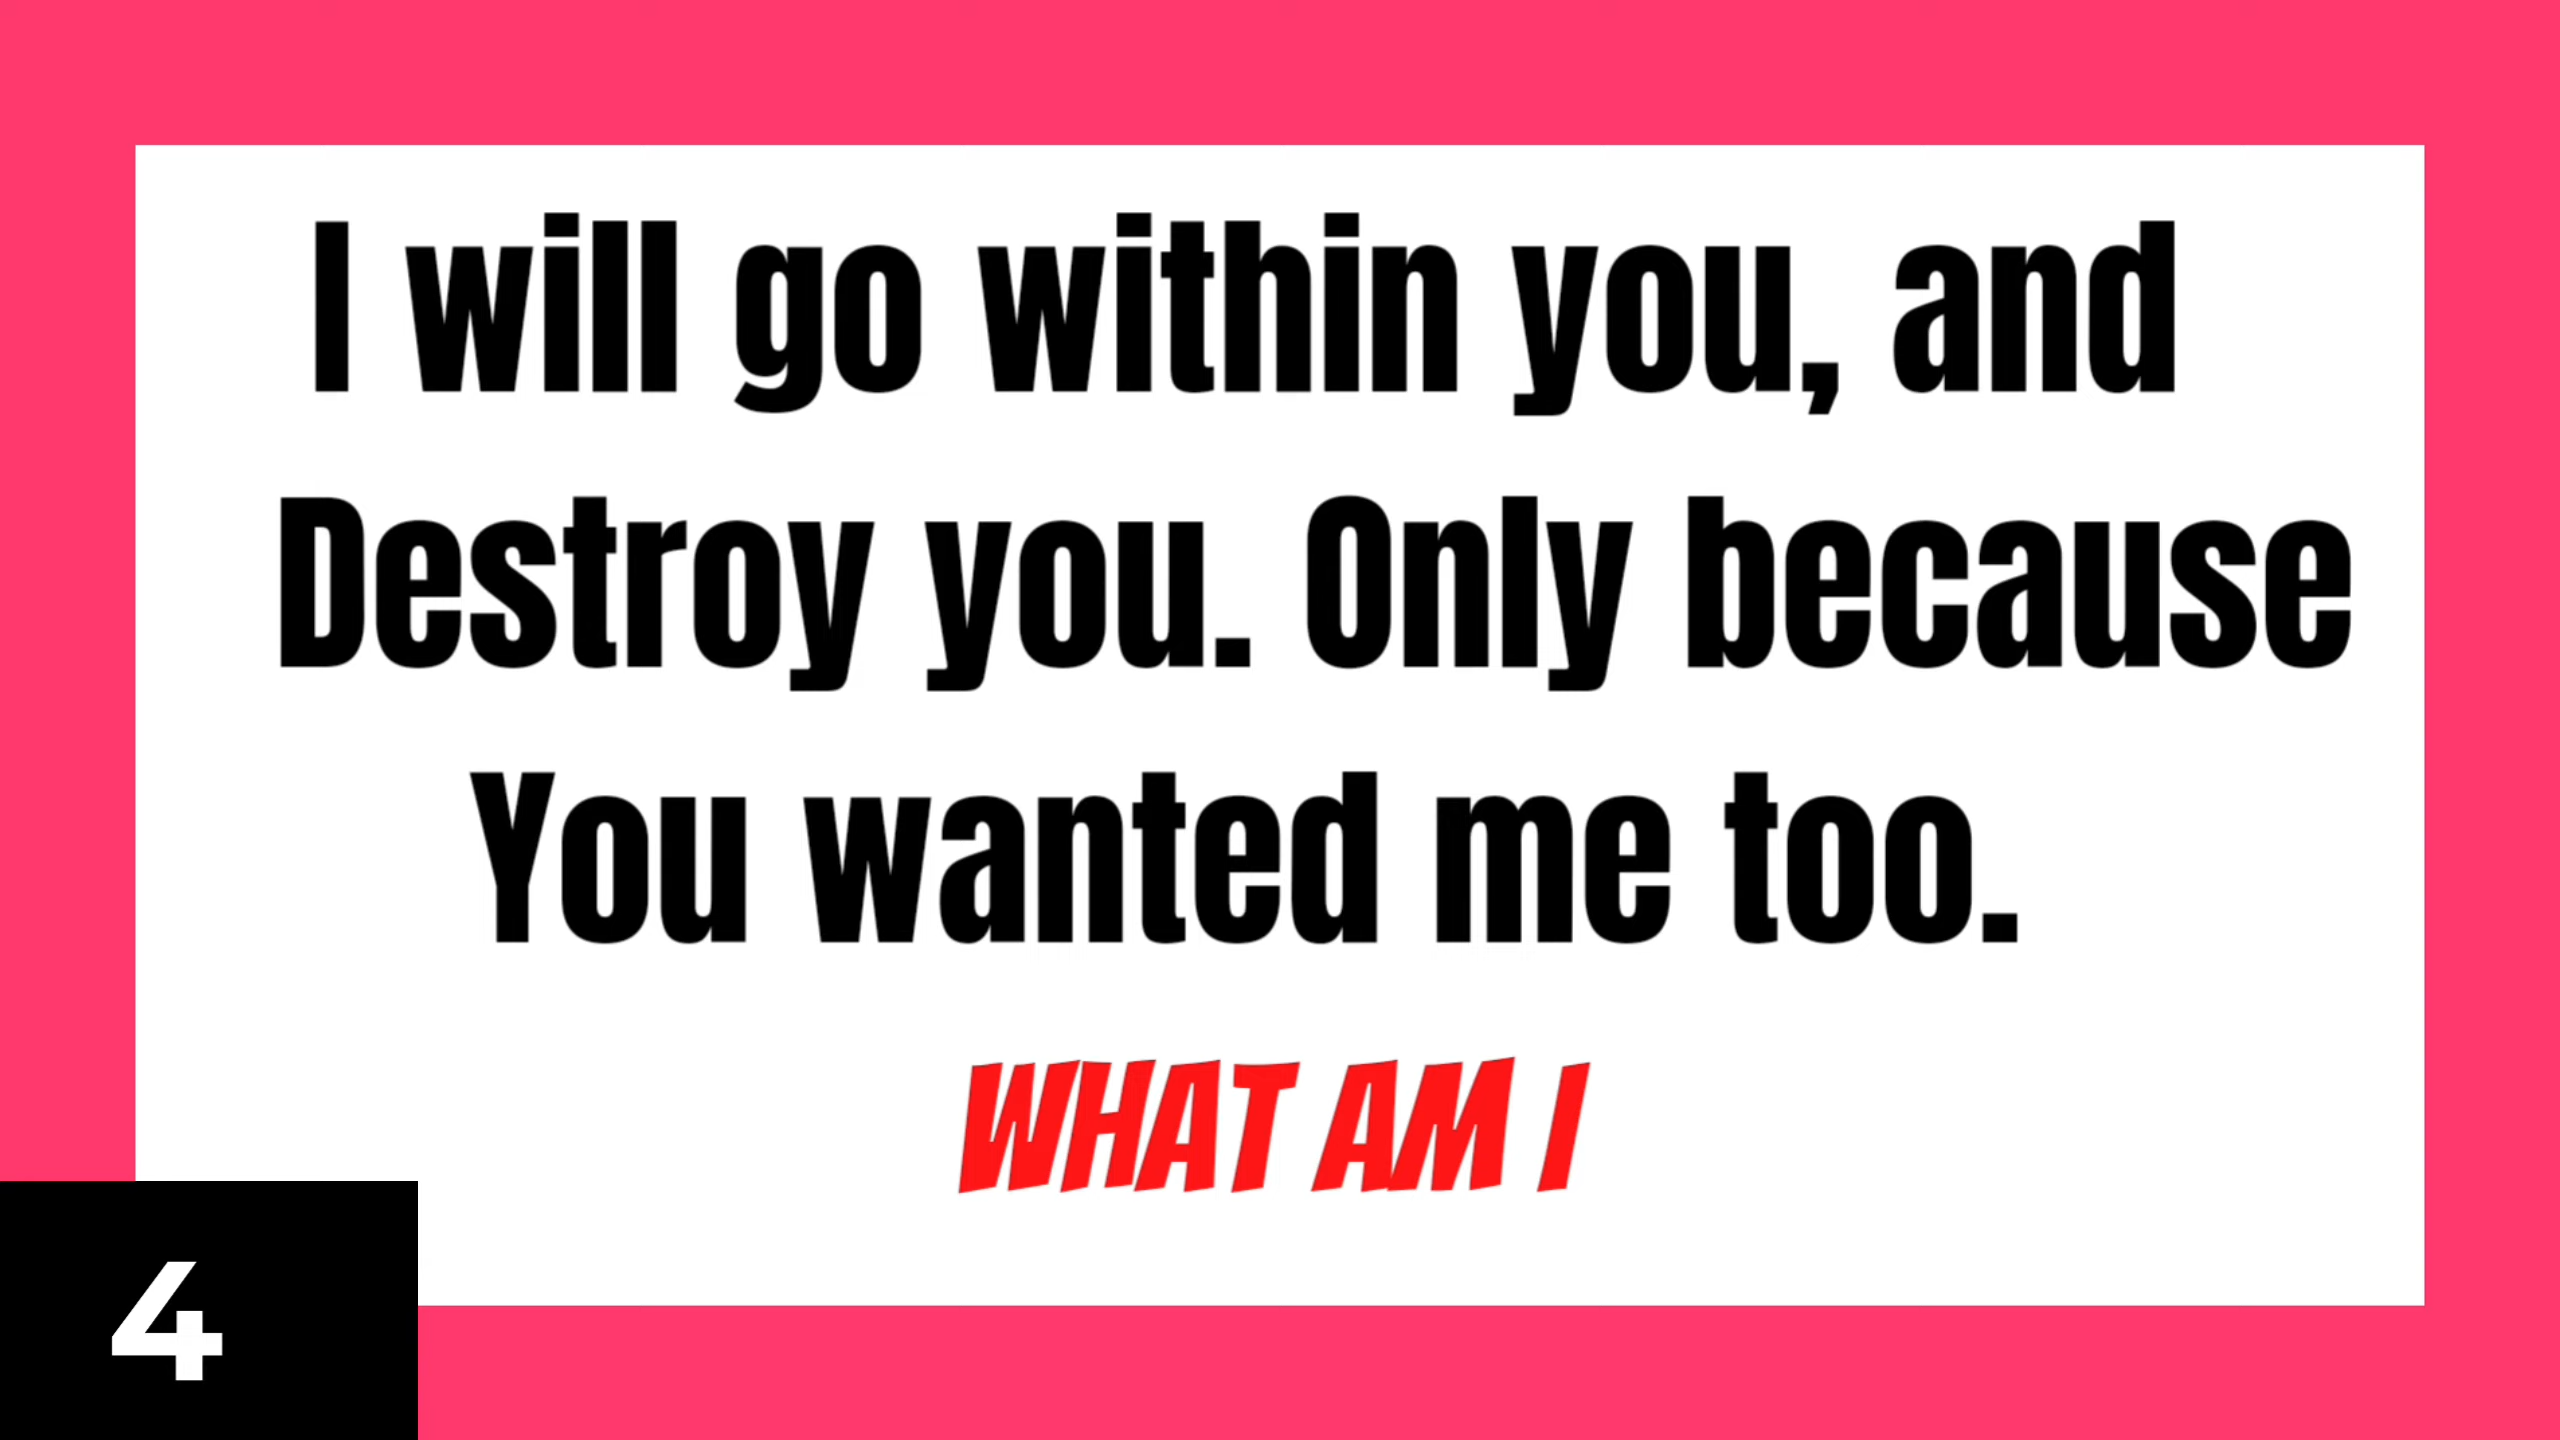 I will go within you, and
Destroy you. Only because
You wanted me too.
WHAT AM I
4